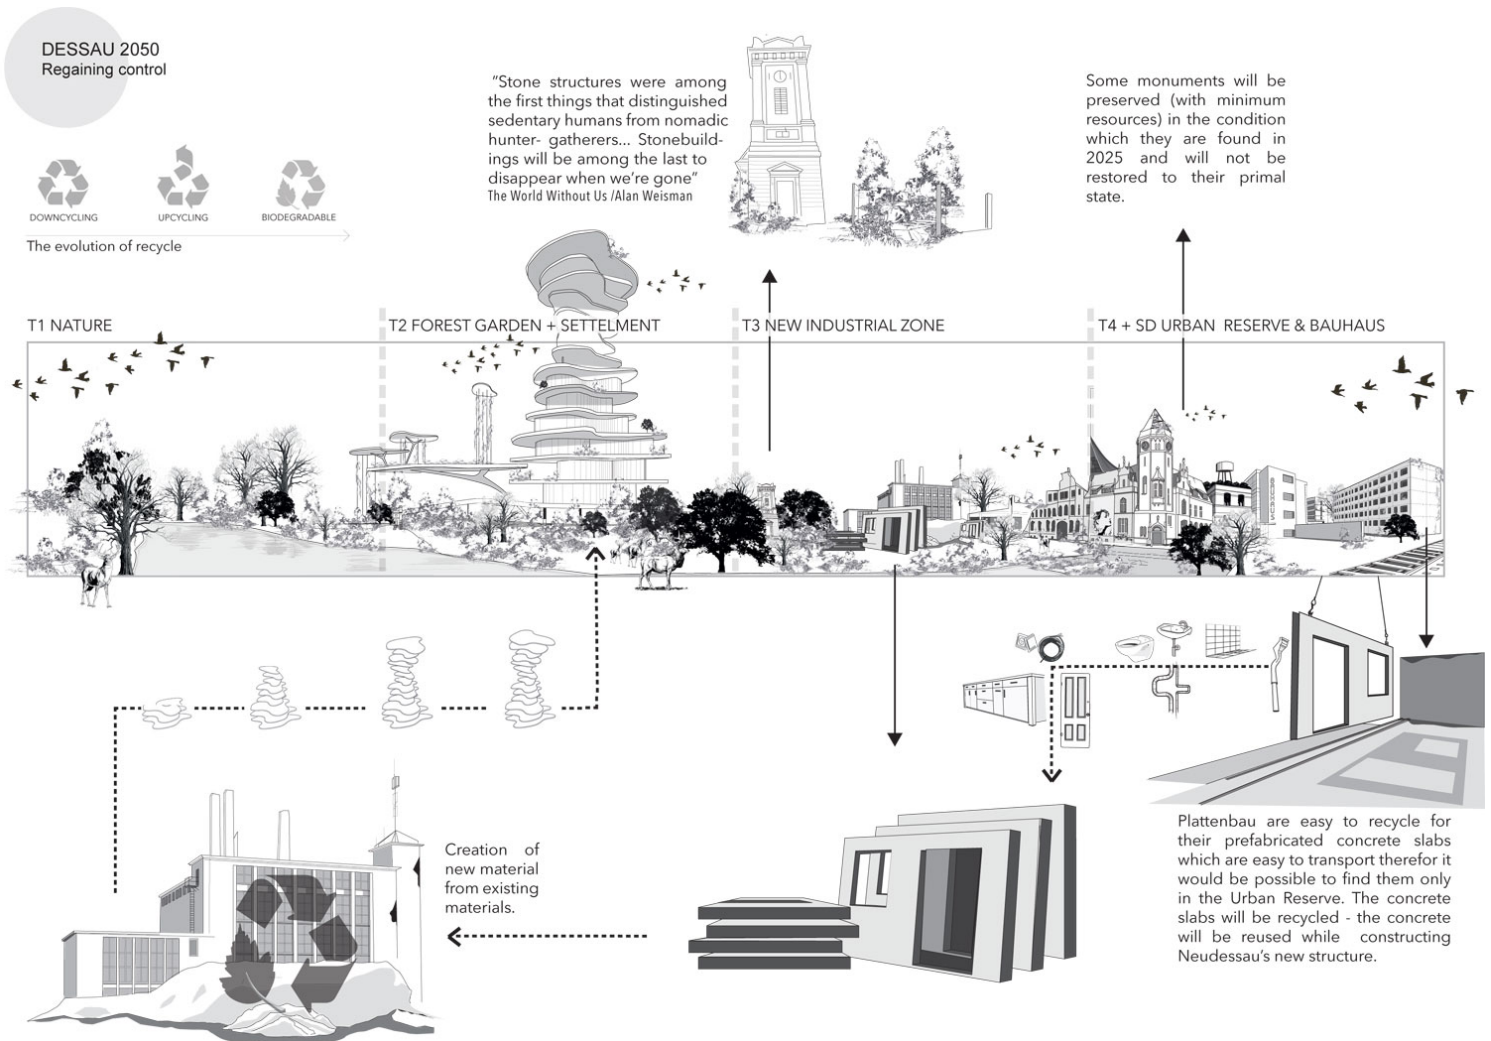 DESSAU 2050
Regaining control
DOWNCYCLING
UPCYCLING
BIODEGRADABLE
The evolution of recycle
"Stone structures were among
the first things that distinguished
sedentary humans from nomadic
hunter- gatherers... Stonebuild-
ings will be among the last to
disappear when we're gone"
The World Without Us /Alan Weisman
Some monuments will be
preserved (with minimum
resources) in the condition
which they are found in
2025 and will not be
restored to their primal
state.
T1 NATURE
T2 FOREST GARDEN + SETTELMENT
T3 NEW INDUSTRIAL ZONE
T4 + SD URBAN RESERVE & BAUHAUS
Creation of
new material
from existing
materials.
Plattenbau are easy to recycle for
their prefabricated concrete slabs
which are easy to transport therefor it
would be possible to find them only
in the Urban Reserve. The concrete
slabs will be recycled - the concrete
will be reused while constructing
Neudessau's new structure.